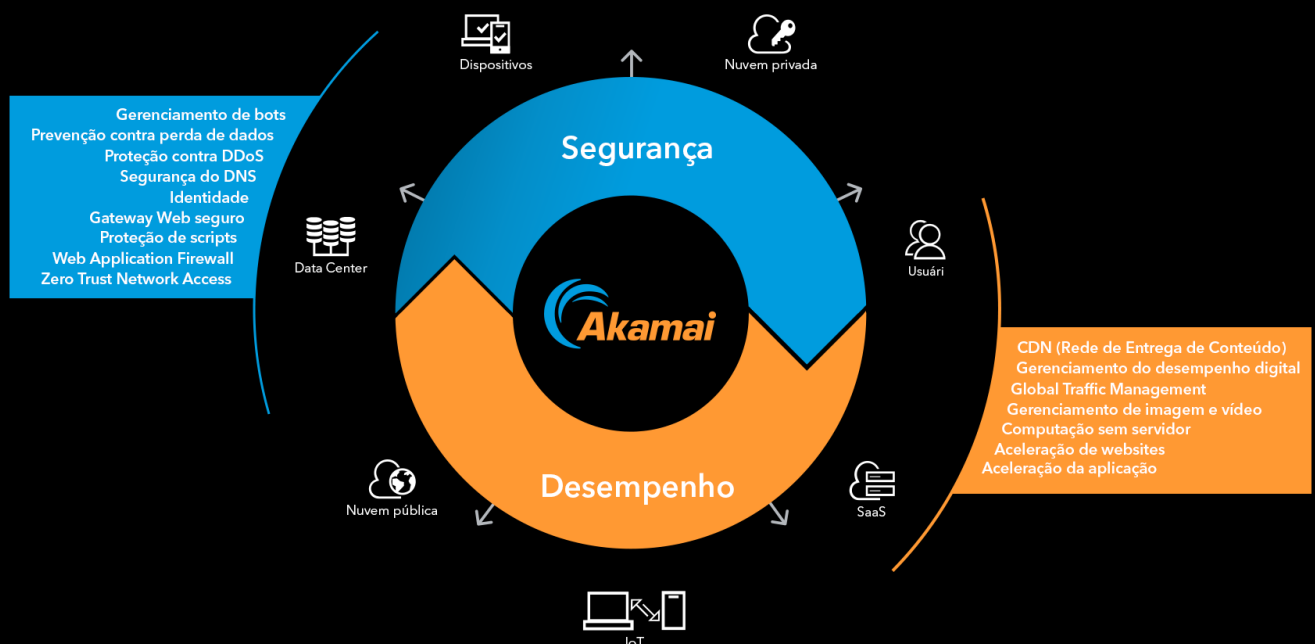 Dispositivos
Nuvem privada
Gerenciamento de bots
Prevenção contra perda de dados
Proteção contra DDoS
Segurança do DNS
Identidade
Gateway Web seguro
Proteção de scripts
Web Application Firewall
Zero Trust Network Access
Segurança
Data Center
Usuári
Akamai
CDN (Rede de Entrega de Conteúdo)
Gerenciamento do desempenho digital
Global Traffic Management
Gerenciamento de imagem e vídeo
Computação sem servidor
Aceleração de websites
Aceleração da aplicação
Desempenho
Nuvem pública
SaaS
IoT